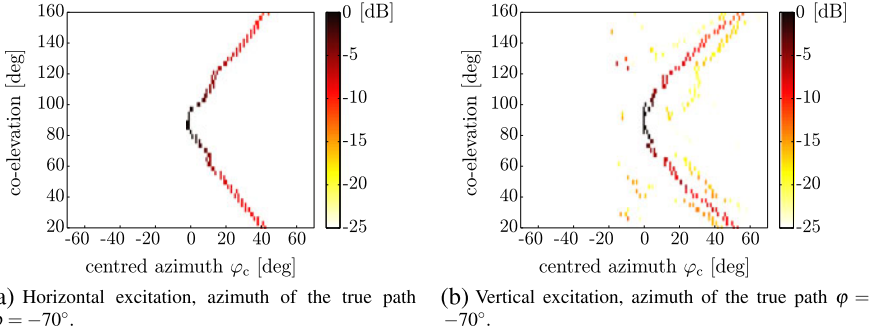 160
140
120
100
80
60
40
20
co-elevation [deg]
-60 -40 -20 0 20 40 60
centred azimuth φc [deg]
0 [dB]
-5
-10
-15
-20
-25
160
140
120
100
80
60
40
20
co-elevation [deg]
-60 -40 -20 0 20 40 60
centred azimuth φc [deg]
0 [dB]
-5
-10
-15
-20
-25
a) Horizontal excitation, azimuth of the true path
= −70°.
(b) Vertical excitation, azimuth of the true path φ =
−70°.